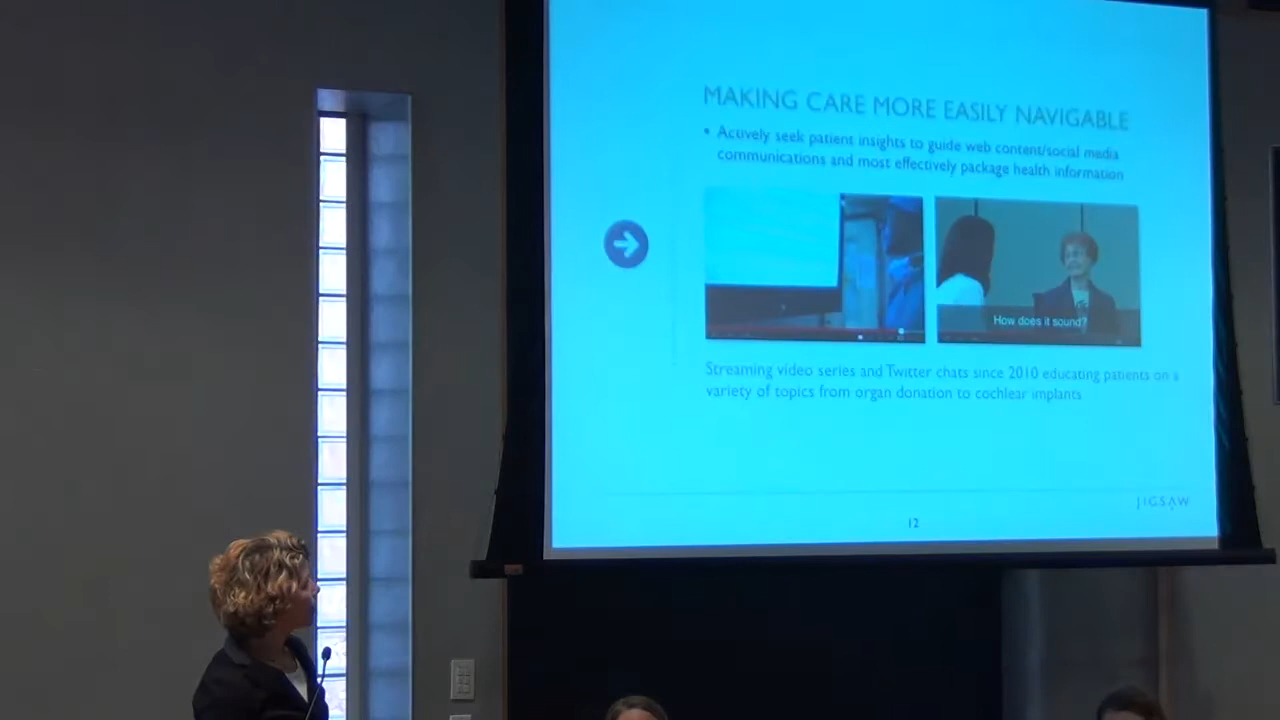 MAKING CARE MORE EASILY NAVIGABLE
• Actively seek patient insights to guide web content/social media
communications and most effectively package health information
How does it sound?
Streaming video series and Twitter chats since 2010 educating patients on a
variety of topics from organ donation to cochlear implants
JIGSAW
12